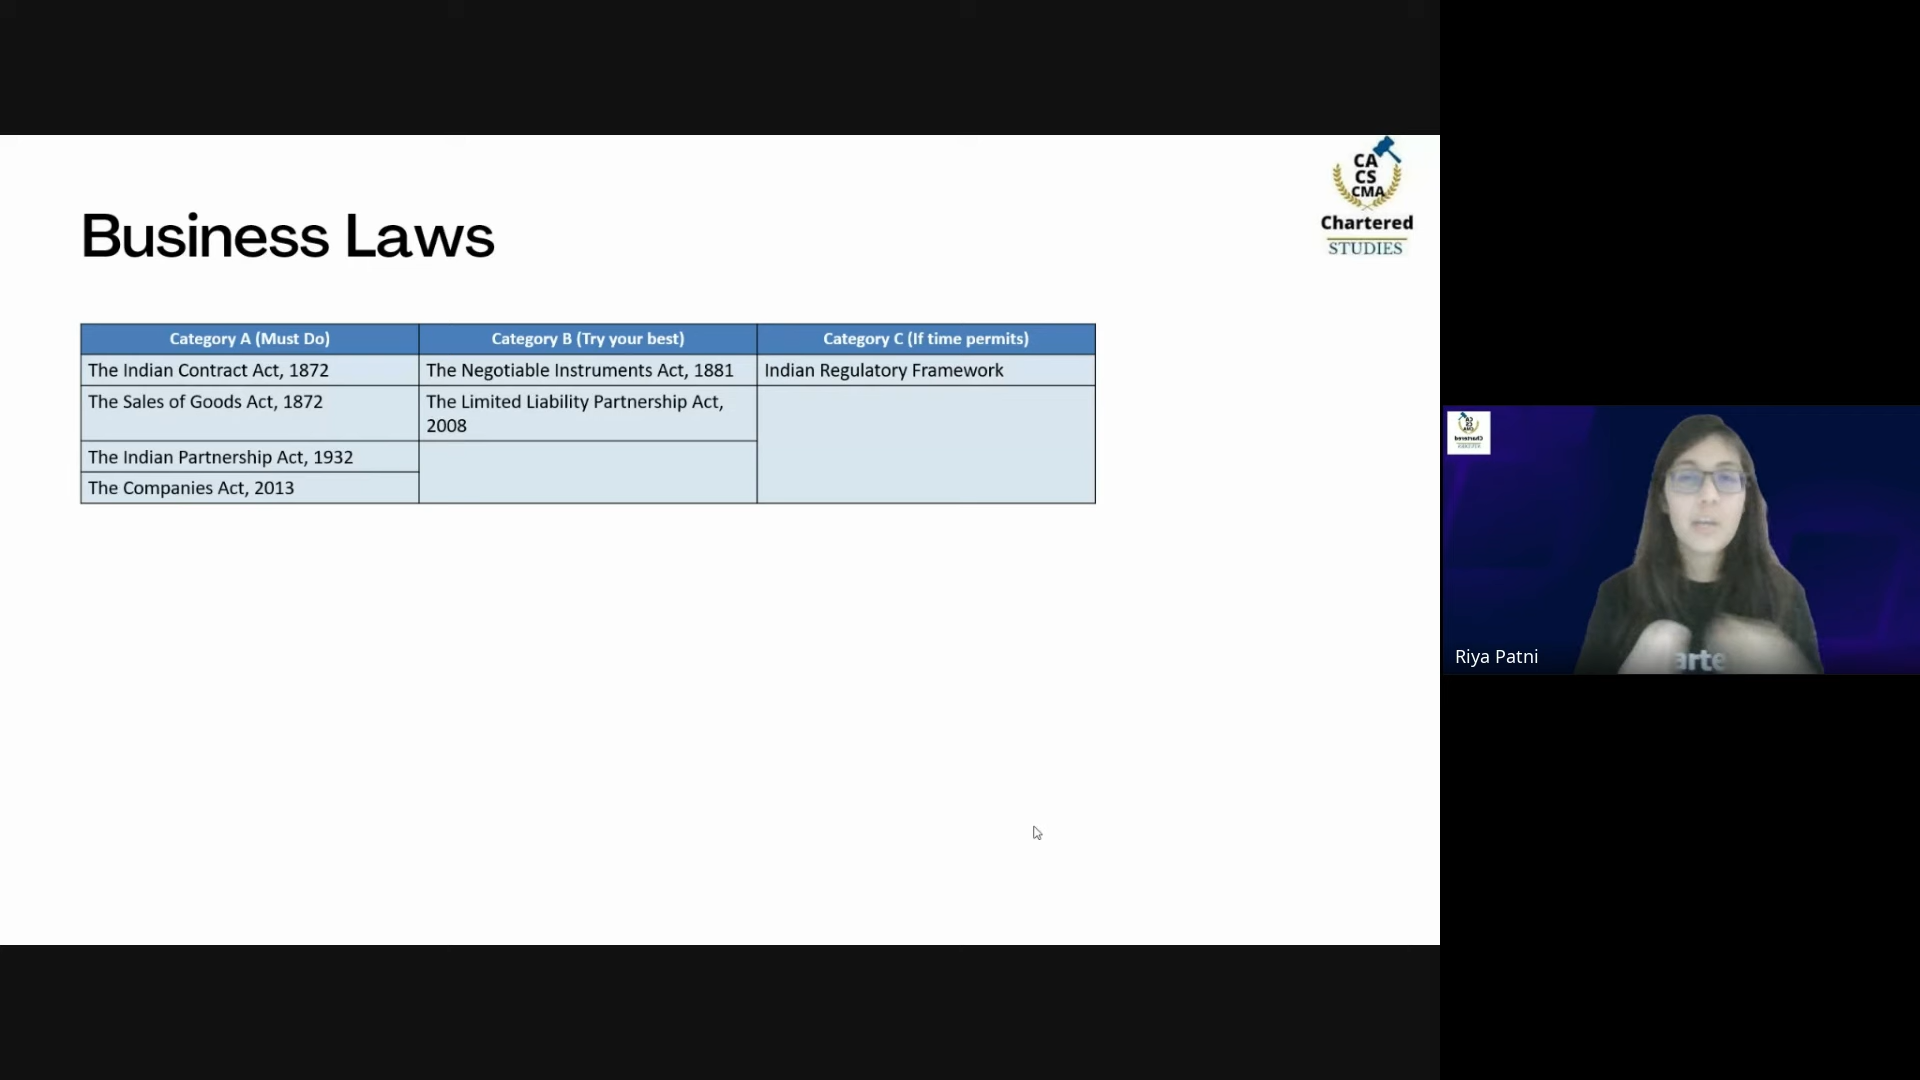 CA
CS
CMA
Chartered
STUDIES
Business Laws
Category A (Must Do) Category B (Try your best) Category C (If time permits)
The Indian Contract Act, 1872 The Negotiable Instruments Act, 1881 Indian Regulatory Framework
The Sales of Goods Act, 1872 The Limited Liability Partnership Act,
2008
The Indian Partnership Act, 1932
The Companies Act, 2013
Chartered
arte
Riya Patni